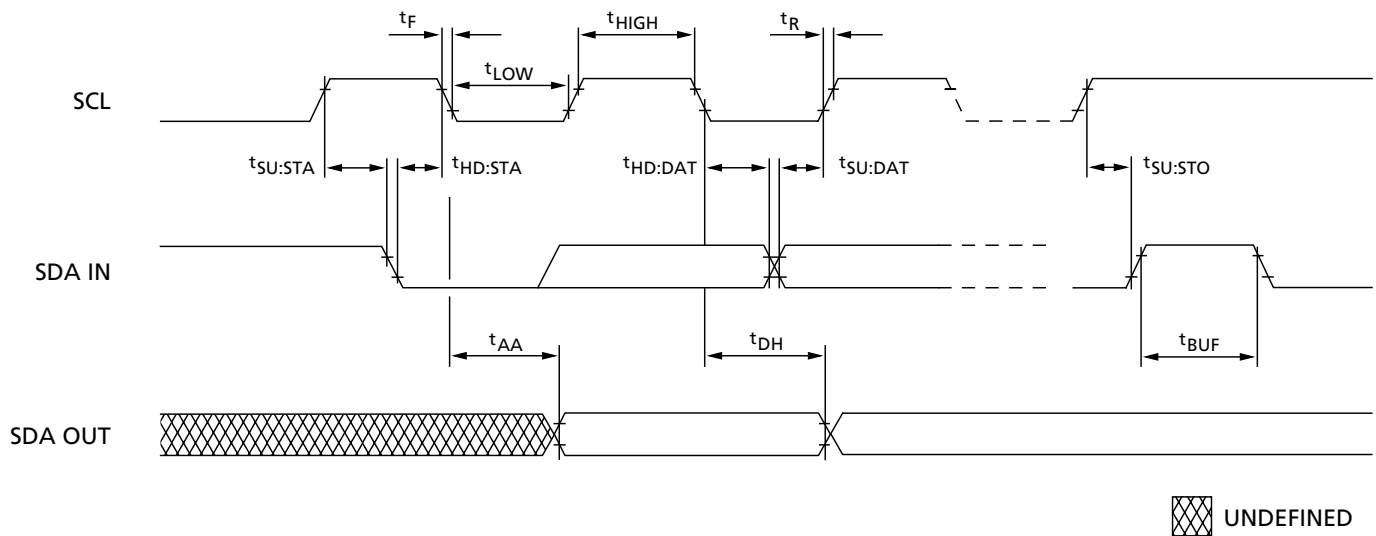 tF
tHIGH
tR
tLOW
SCL
tSU:STA
tHD:STA
tHD:DAT
tSU:DAT
tSU:STO
SDA IN
tAA
tDH
tBUF
SDA OUT
UNDEFINED